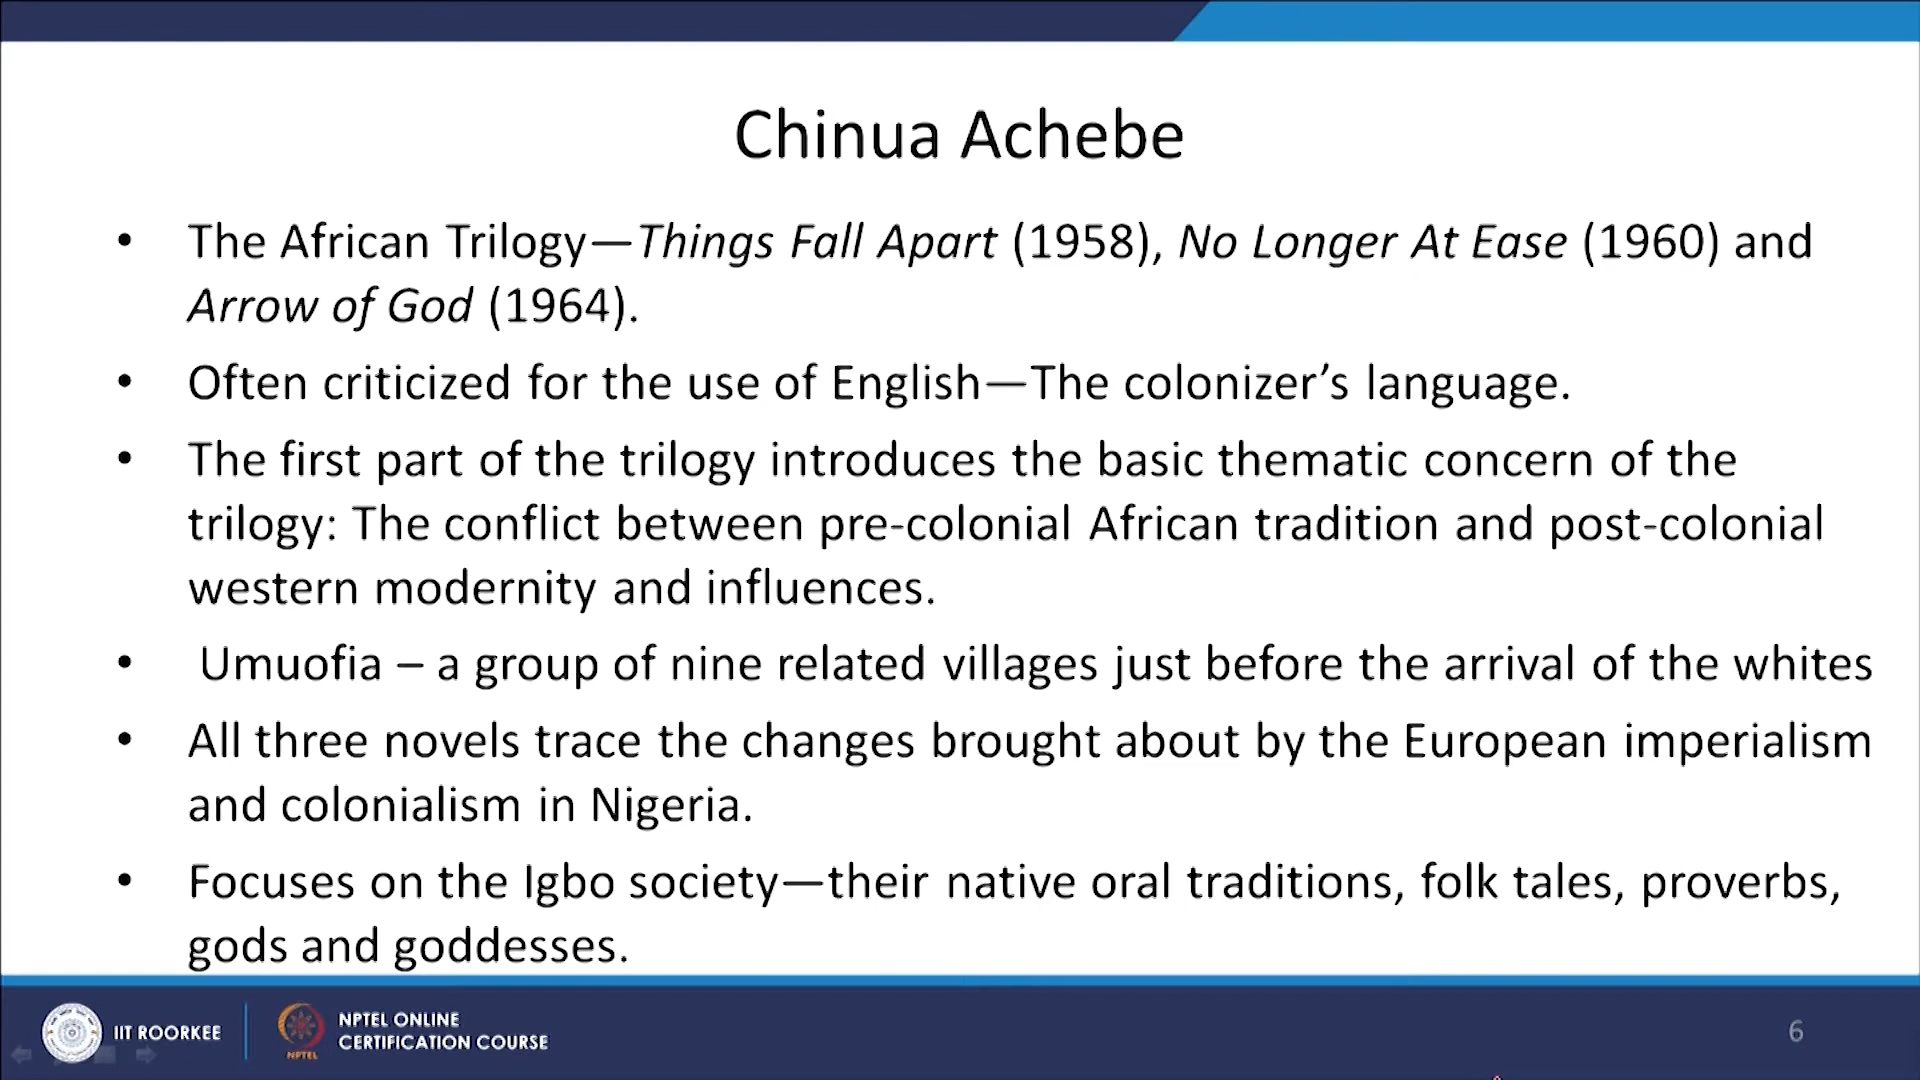 Chinua Achebe
• The African Trilogy—Things Fall Apart (1958), No Longer At Ease (1960) and
Arrow of God (1964).
• Often criticized for the use of English—The colonizer’s language.
• The first part of the trilogy introduces the basic thematic concern of the
trilogy: The conflict between pre-colonial African tradition and post-colonial
western modernity and influences.
• Umuofia – a group of nine related villages just before the arrival of the whites
• All three novels trace the changes brought about by the European imperialism
and colonialism in Nigeria.
• Focuses on the Igbo society—their native oral traditions, folk tales, proverbs,
gods and goddesses.
IIT ROORKEE
NPTEL
NPTEL ONLINE
CERTIFICATION COURSE
6